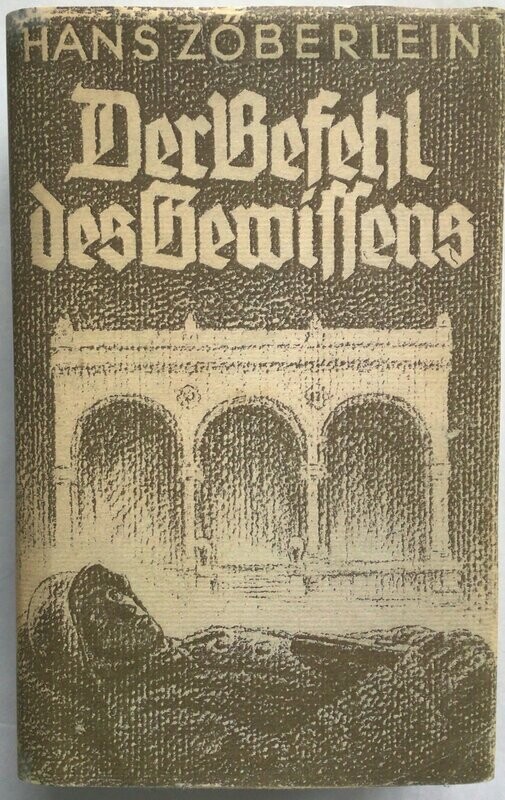 HANS ZÖBERLEIN
Der Befehl
des Gewissens